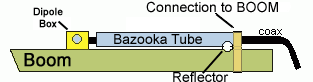 Dipole
Box
Connection to BOOM
coax
Bazooka Tube
Boom
Reflector